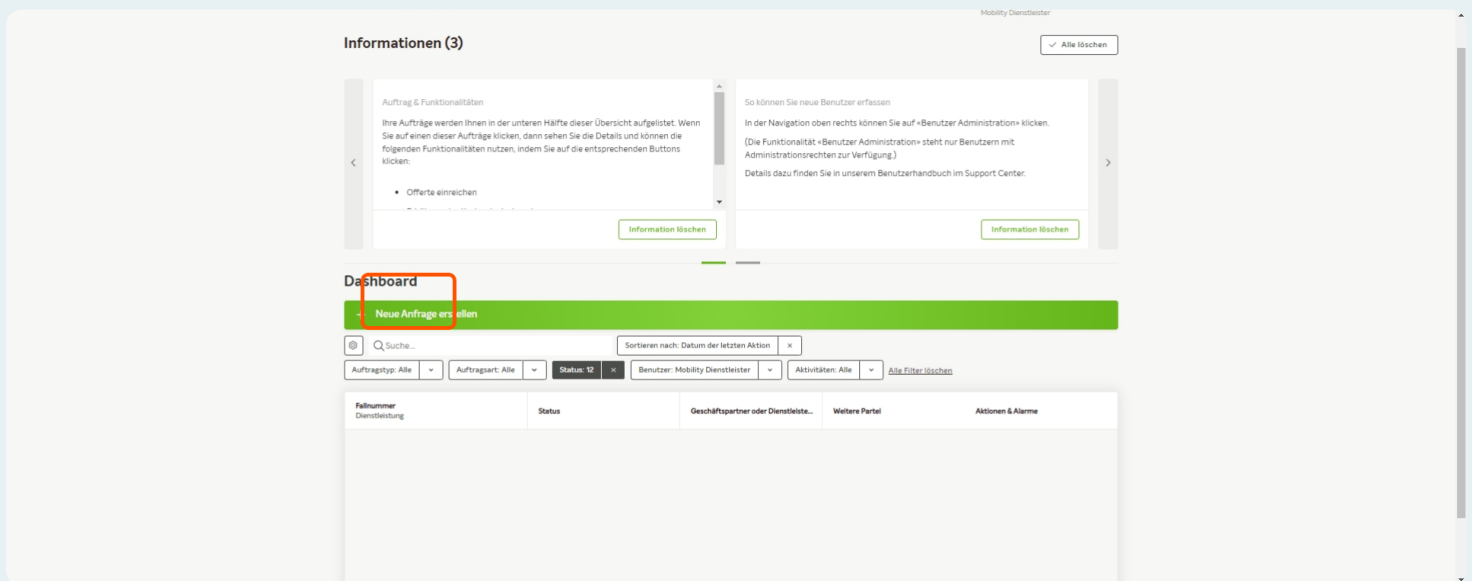 Mobility Dienstleister
Informationen (3)
Alle löschen
Auftrag & Funktionalitäten
Ihre Aufträge werden Ihnen in der unteren Hälfte dieser Übersicht aufgelistet. Wenn
Sie auf einen dieser Aufträge klicken, dann sehen Sie die Details und können die
folgenden Funktionalitäten nutzen, indem Sie auf die entsprechenden Buttons
klicken:
• Offerte einreichen
Information löschen
So können Sie neue Benutzer erfassen
In der Navigation oben rechts können Sie auf «Benutzer Administration» klicken.
(Die Funktionalität «Benutzer Administration» steht nur Benutzern mit
Administrationsrechten zur Verfügung.)
Details dazu finden Sie in unserem Benutzerhandbuch im Support Center.
Information löschen
Dashboard
+ Neue Anfrage erstellen
Suche...
Sortieren nach: Datum der letzten Aktion ×
Auftragstyp: Alle
Auftragsart: Alle
Status: 12 ×
Benutzer: Mobility Dienstleister
Aktivitäten: Alle
Alle Filter löschen
Fallnummer
Dienstleistung
Status
Geschäftspartner oder Dienstleiste...
Weitere Partei
Aktionen & Alarme